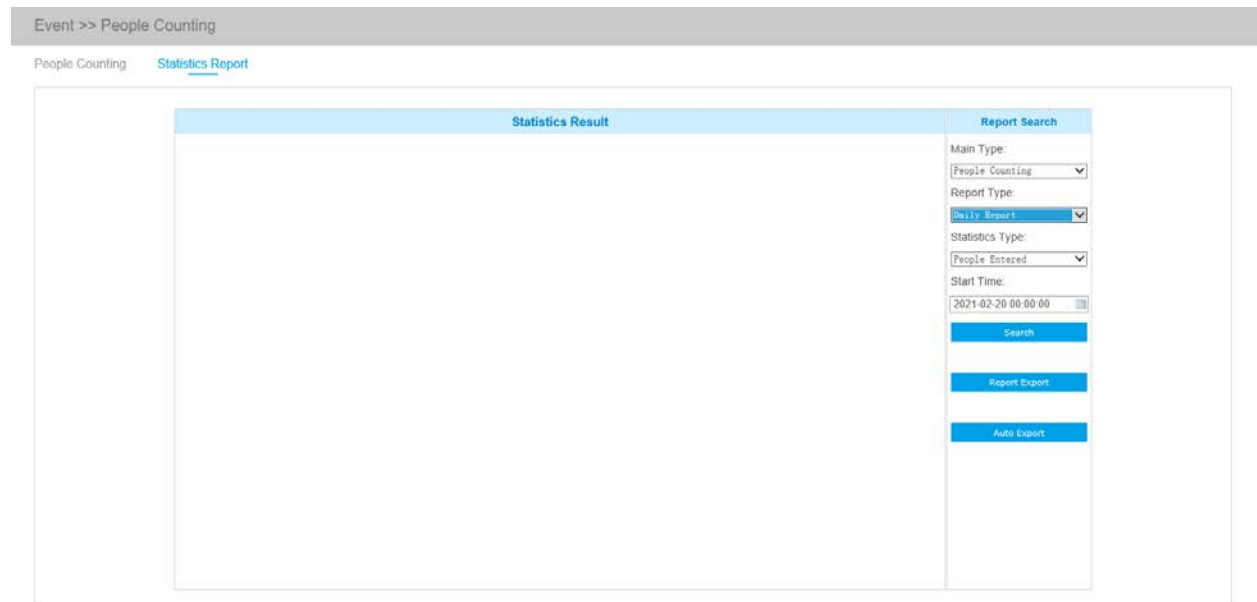 Event >> People Counting
People Counting Statistics Report
Statistics Result
Report Search
Main Type:
People Counting
Report Type:
Daily Report
Statistics Type:
People Entered
Start Time:
2021-02-20 00:00:00
Search
Report Export
Auto Export